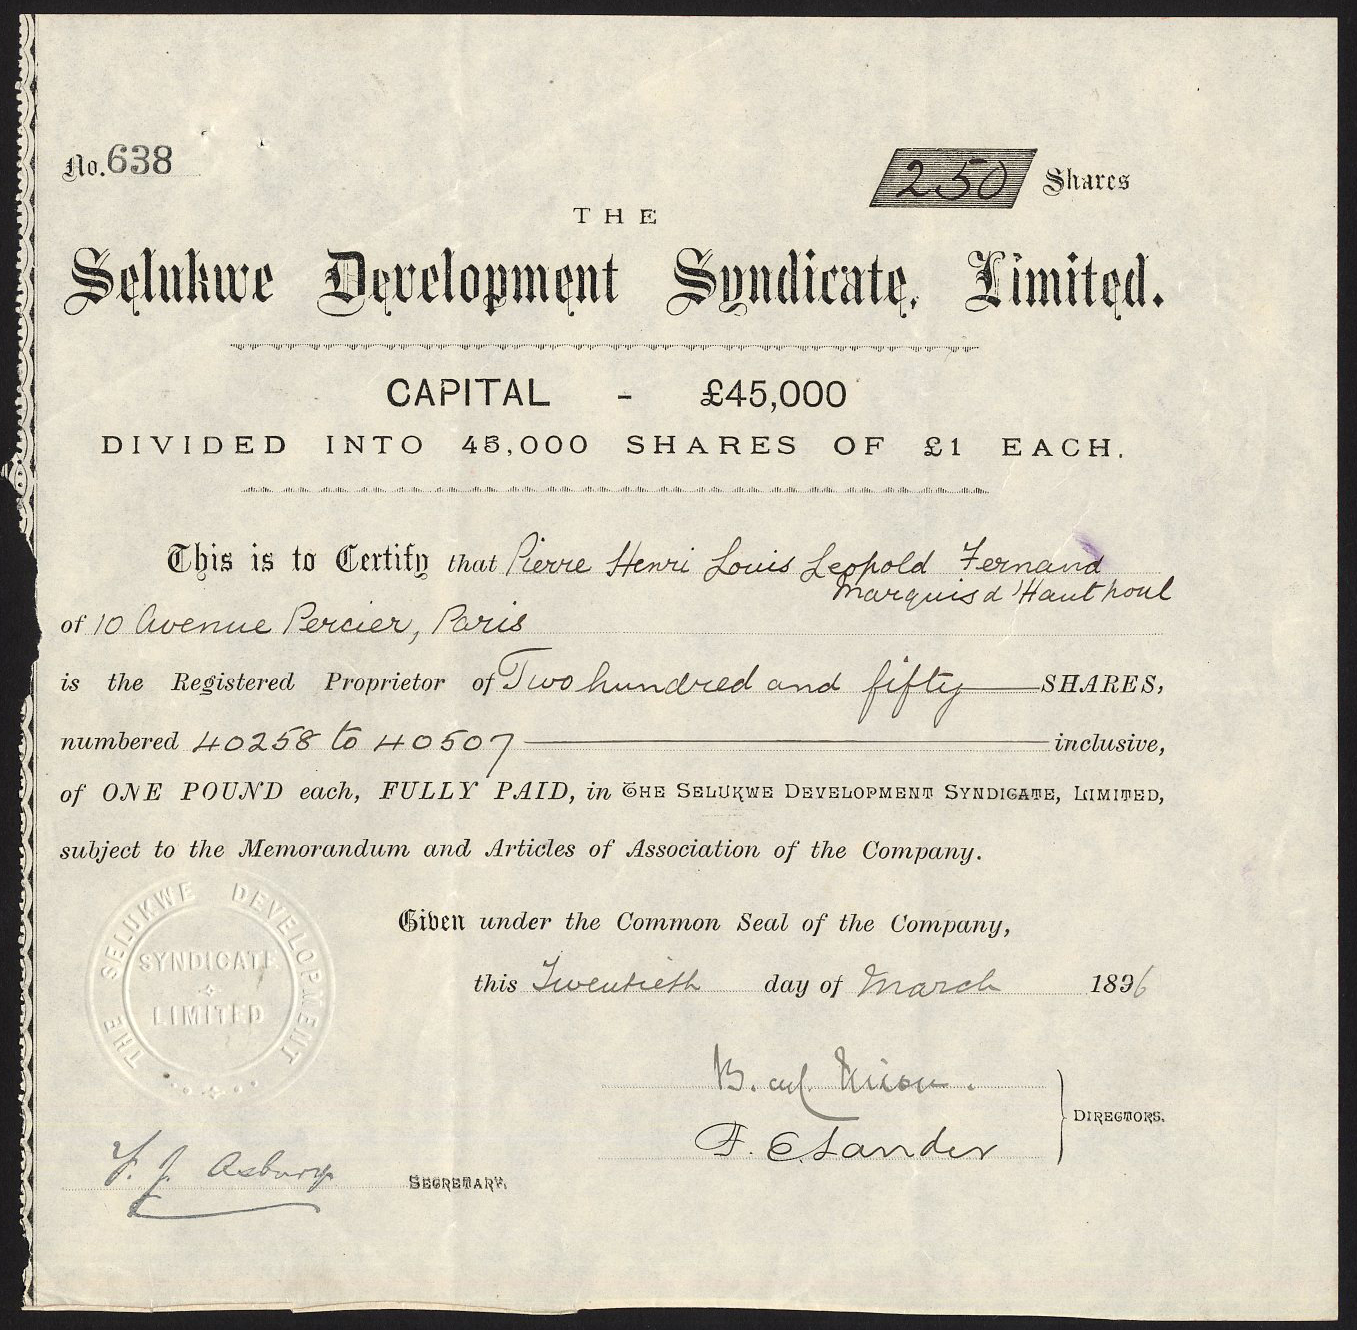 No. 638
250 Shares
THE
Selukwe Development Syndicate, Limited.
CAPITAL - £45,000
DIVIDED INTO 45,000 SHARES OF £1 EACH.
This is to Certify that Pierre Henri Louis Leopold Fernand
Marquis d'Hautpoul
of 10 Avenue Percier, Paris
is the Registered Proprietor of Two hundred and fifty SHARES,
numbered 40258 to 40507 inclusive,
of ONE POUND each, FULLY PAID, in THE SELUKWE DEVELOPMENT SYNDICATE, LIMITED,
subject to the Memorandum and Articles of Association of the Company.
THE SELUKWE DEVELOPMENT
SYNDICATE
LIMITED
Given under the Common Seal of the Company,
this Twentieth day of March 1896
B.
F. C. Sander
DIRECTORS.
F. J. Asbury
SECRETARY.